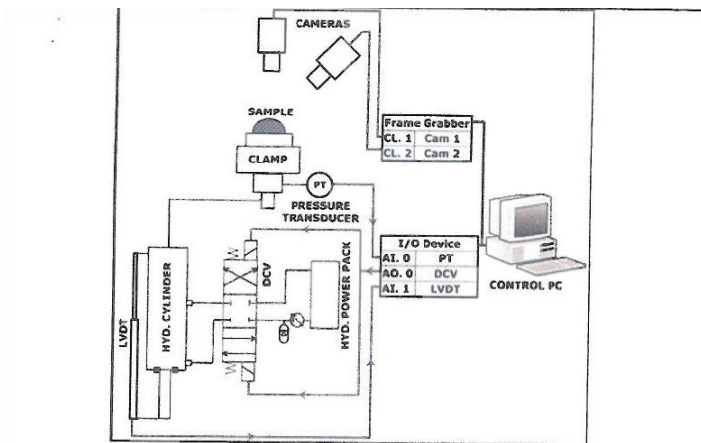 CAMERAS
SAMPLE
CLAMP
PT
PRESSURE
TRANSDUCER
Frame Grabber
CL. 1 Cam 1
CL. 2 Cam 2
I/O Device
AI. 0 PT
AO. 0 DCV
AI. 1 LVDT
CONTROL PC
LVDT
HYD. CYLINDER
DCV
HYD. POWER PACK